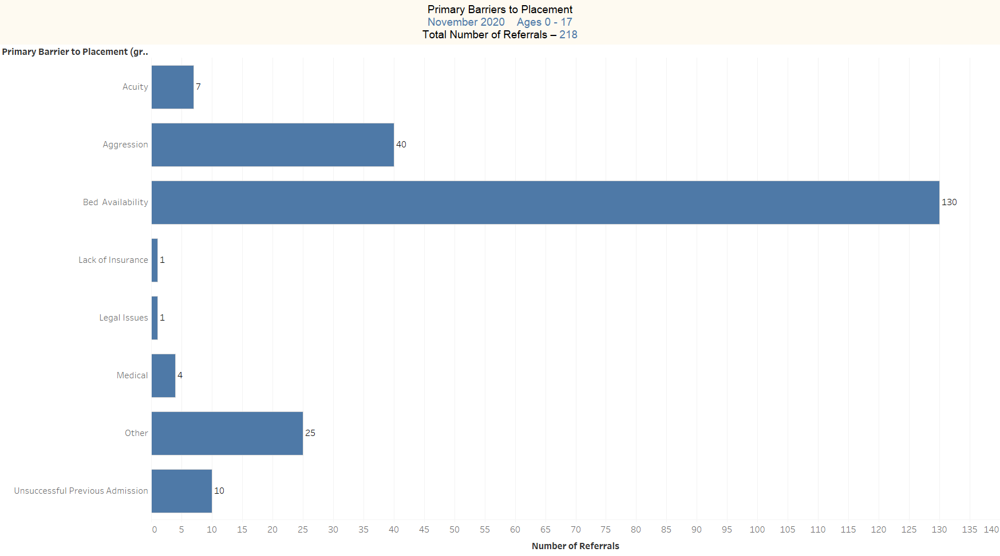 Primary Barriers to Placement
November 2020    Ages 0 - 17
Total Number of Referrals – 218
Primary Barrier to Placement (gr..
Acuity 7
Aggression 40
Bed  Availability 130
Lack of Insurance 1
Legal Issues 1
Medical 4
Other 25
Unsuccessful Previous Admission 10
0 5 10 15 20 25 30 35 40 45 50 55 60 65 70 75 80 85 90 95 100 105 110 115 120 125 130 135 140
Number of Referrals